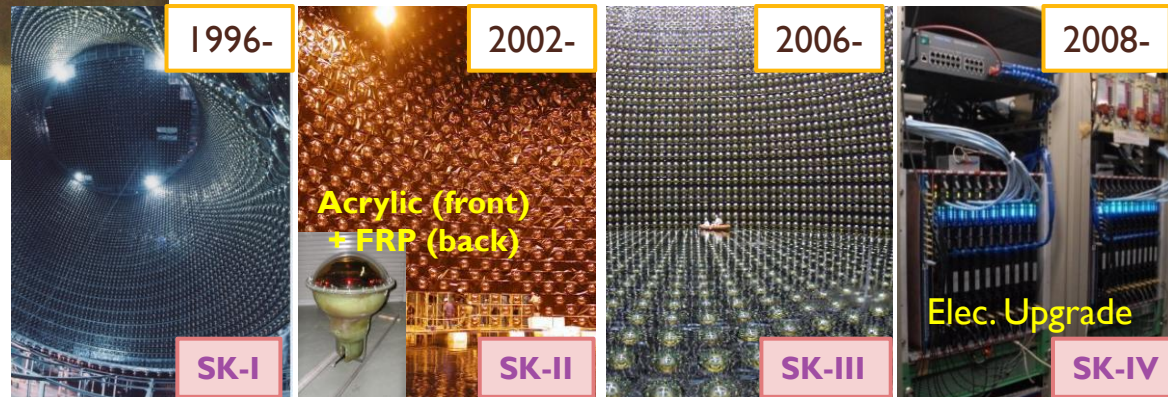 1996-
2002-
2006-
2008-
Acrylic (front)
+ FRP (back)
Elec. Upgrade
SK-I
SK-II
SK-III
SK-IV